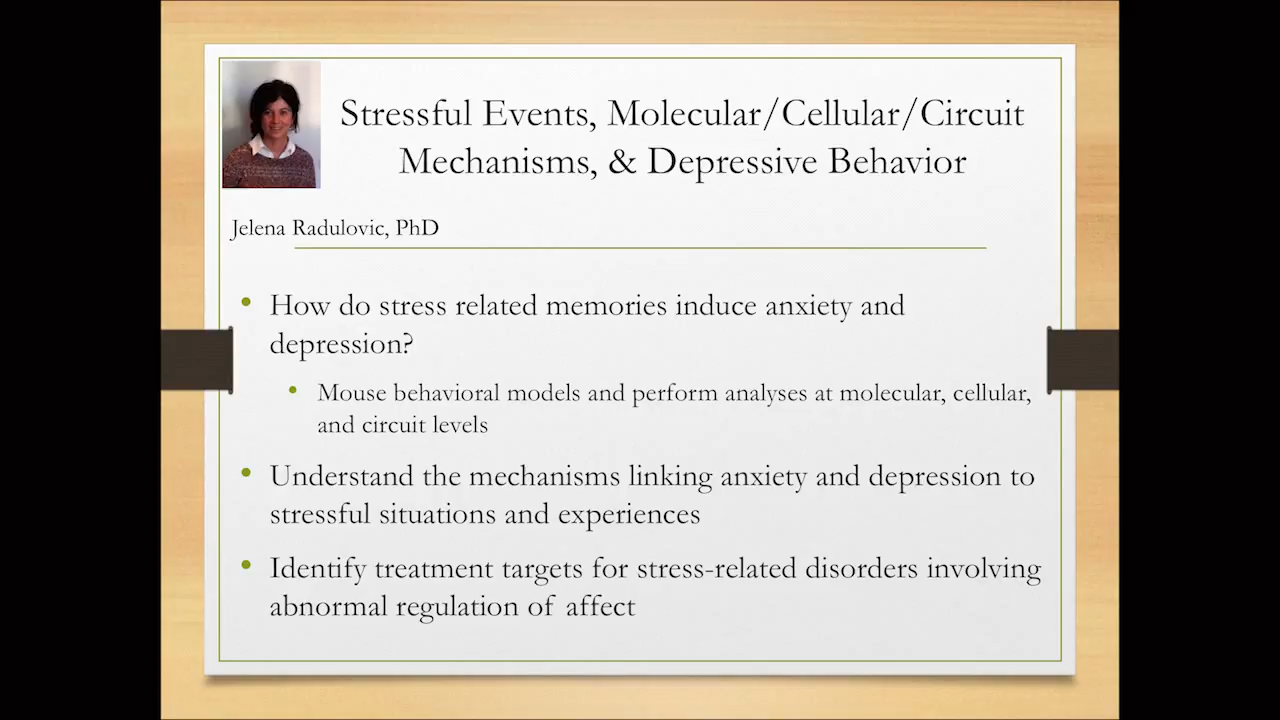 Stressful Events, Molecular/Cellular/Circuit
Mechanisms, & Depressive Behavior
Jelena Radulovic, PhD
• How do stress related memories induce anxiety and
depression?
• Mouse behavioral models and perform analyses at molecular, cellular,
and circuit levels
• Understand the mechanisms linking anxiety and depression to
stressful situations and experiences
• Identify treatment targets for stress-related disorders involving
abnormal regulation of affect